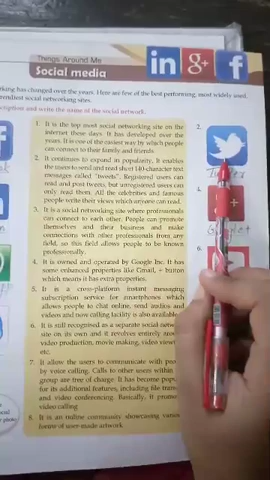 Things Around Me
Social media
in g+ f
rking has changed over the years. Here are few of the best performing, most widely used,
trendiest social networking sites.
cription and write the name of the social network.
1. It is the top most social networking site on the
internet these days. It has developed over the
years. It is one of the easiest way by which people
can connect to their family and friends.
2. It continues to expand in its popularity. It enables
the users to send and read short 140-character text
messages called "tweets". Registered users can
read and post tweets, but unregistered users can
only read them. All the celebrities and famous
people write their views which anyone can read.
3. It is a social networking site where professionals
can connect to each other. People can promote
themselves and their business and make
connections with other professionals from any
field, so this field allows people to be known
professionally.
4. It is owned and operated by Google Inc. It has
some enhanced properties like Gmail, + button
which means it has extra properties.
5. It is a cross-platform instant messaging
subscription service for smartphones which
allows people to chat online, send audios and
videos and now calling facility is also available
6. It is still recognised as a separate social netw
site on its own and it revolves entirely aroun
video production, movie making, video viewi
etc.
7. It allow the users to communicate with peo
by voice calling. Calls to other users within
group are free of charge. It has become popu
for its additional features, including file trans
and video conferencing. Basically, it promo
video calling
8. It is an online community showcasing vario
forms of user-made artwork
2.
4.
+
6.